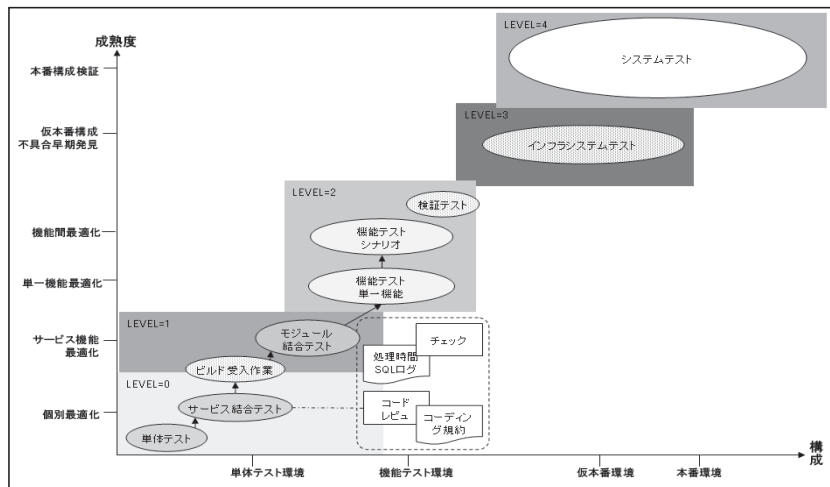 成熟度
本番構成検証
仮本番構成
不具合早期発見
機能間最適化
単一機能最適化
サービス機能
最適化
個別最適化
LEVEL=4
システムテスト
LEVEL=3
インフラシステムテスト
LEVEL=2
検証テスト
機能テスト
シナリオ
機能テスト
単一機能
LEVEL=1
モジュール
結合テスト
ビルド受入作業
LEVEL=0
サービス結合テスト
単体テスト
チェック
処理時間
SQLログ
コード
レビュ
コーディン
グ規約
単体テスト環境
機能テスト環境
仮本番環境
本番環境
構成